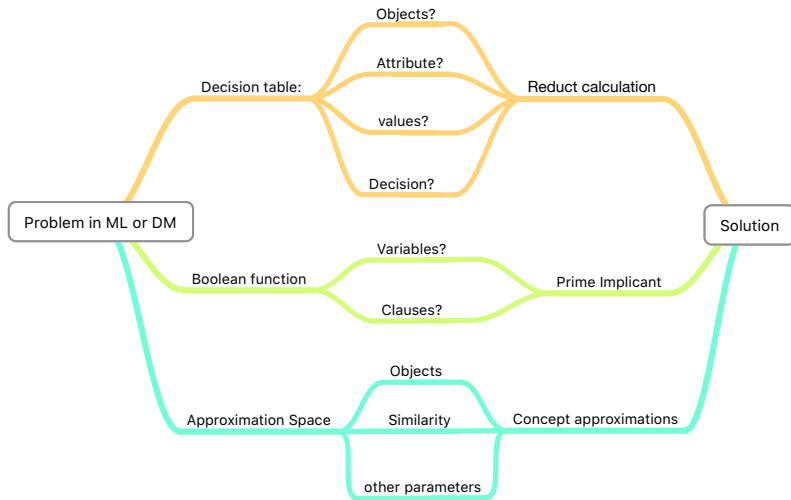 Objects?
Attribute?
Decision table:
Reduct calculation
values?
Decision?
Problem in ML or DM
Solution
Variables?
Boolean function
Prime Implicant
Clauses?
Objects
Approximation Space
Similarity
Concept approximations
other parameters